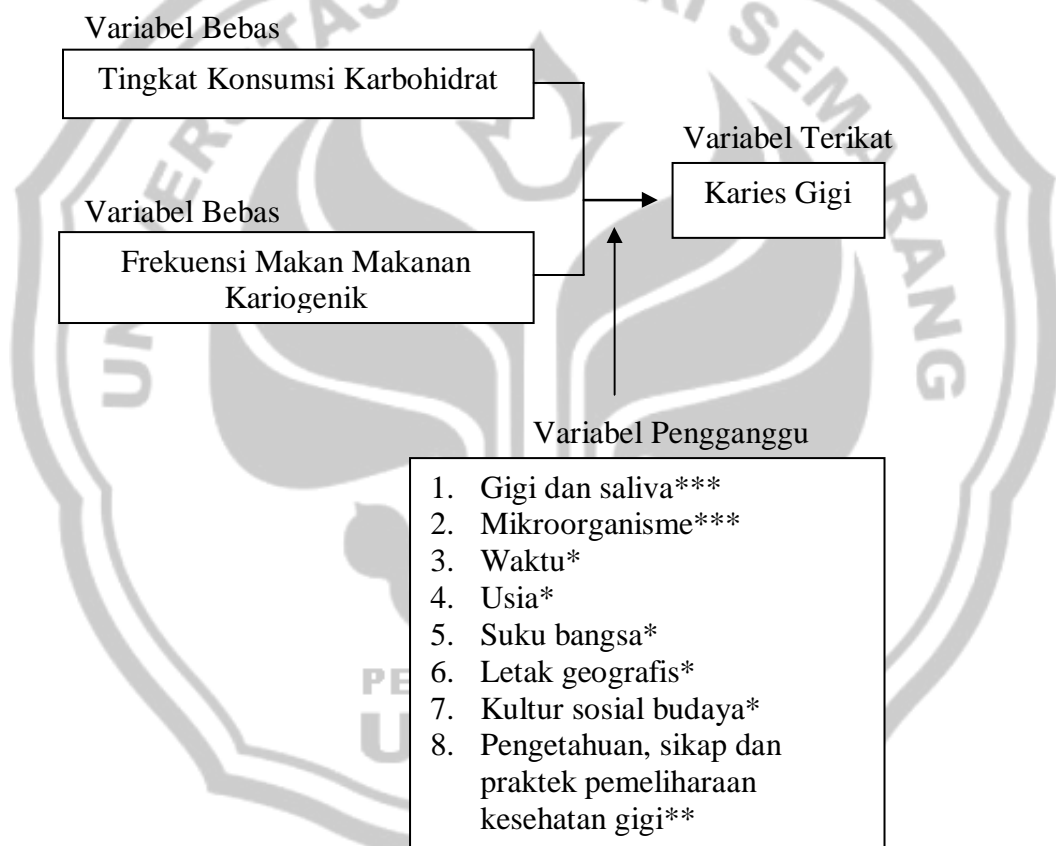 Variabel Bebas
Tingkat Konsumsi Karbohidrat
Variabel Terikat
Karies Gigi
Variabel Bebas
Frekuensi Makan Makanan
Kariogenik
Variabel Pengganggu
1. Gigi dan saliva***
2. Mikroorganisme***
3. Waktu*
4. Usia*
5. Suku bangsa*
6. Letak geografis*
7. Kultur sosial budaya*
8. Pengetahuan, sikap dan
praktek pemeliharaan
kesehatan gigi**